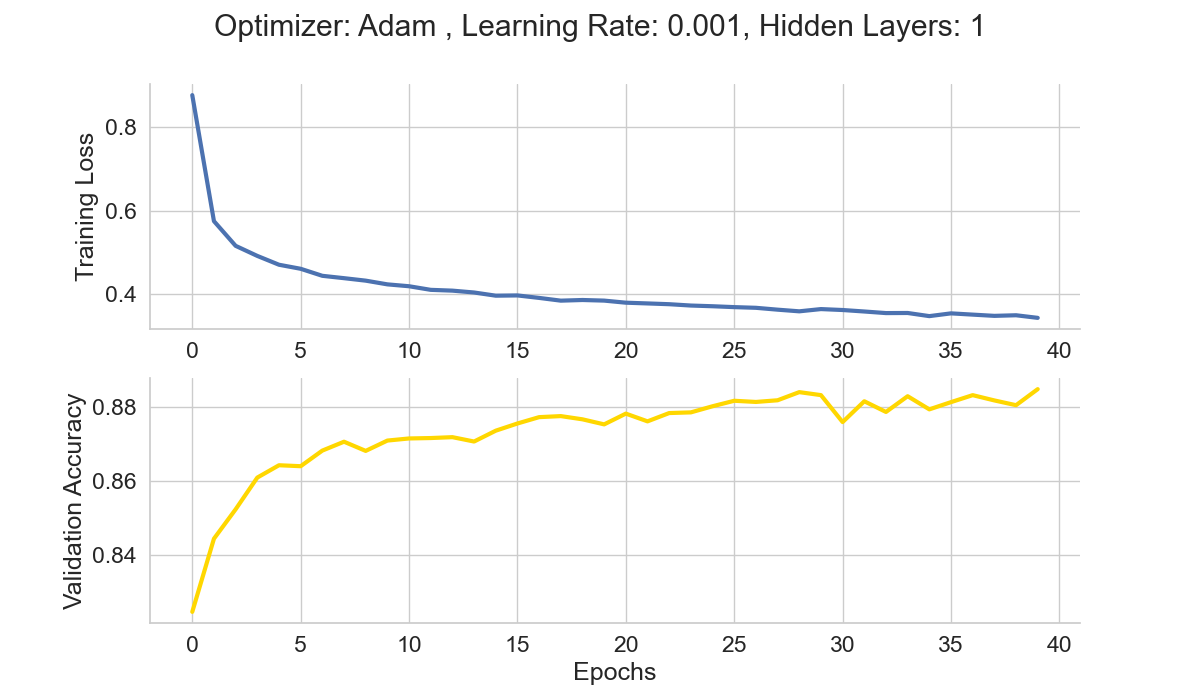 Optimizer: Adam , Learning Rate: 0.001, Hidden Layers: 1
Training Loss
0.8
0.6
0.4
0 5 10 15 20 25 30 35 40
Validation Accuracy
0.88
0.86
0.84
0 5 10 15 20 25 30 35 40
Epochs